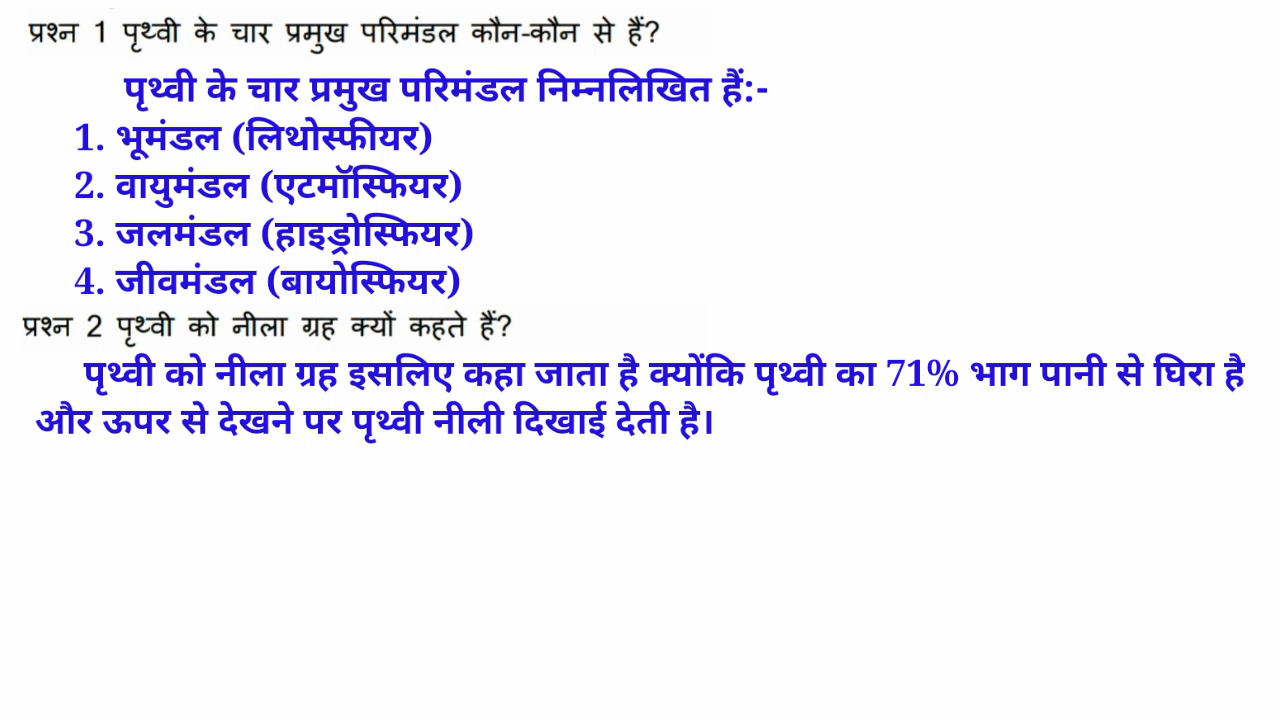 प्रश्न 1 पृथ्वी के चार प्रमुख परिमंडल कौन-कौन से हैं?
पृथ्वी के चार प्रमुख परिमंडल निम्नलिखित हैं:-
1. भूमंडल (लिथोस्फीयर)
2. वायुमंडल (एटमॉस्फियर)
3. जलमंडल (हाइड्रोस्फियर)
4. जीवमंडल (बायोस्फियर)
प्रश्न 2 पृथ्वी को नीला ग्रह क्यों कहते हैं?
पृथ्वी को नीला ग्रह इसलिए कहा जाता है क्योंकि पृथ्वी का 71% भाग पानी से घिरा है
और ऊपर से देखने पर पृथ्वी नीली दिखाई देती है।